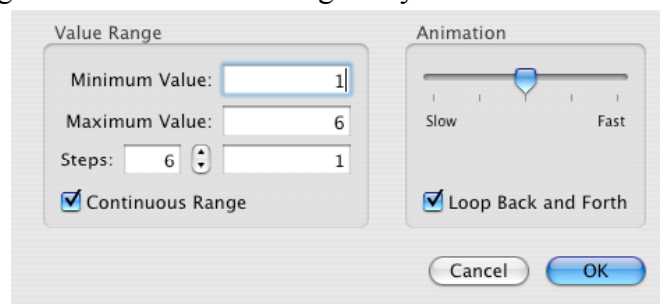 Value Range
Minimum Value: 1
Maximum Value: 6
Steps: 6 1
Continuous Range
Animation
Slow Fast
Loop Back and Forth
Cancel OK